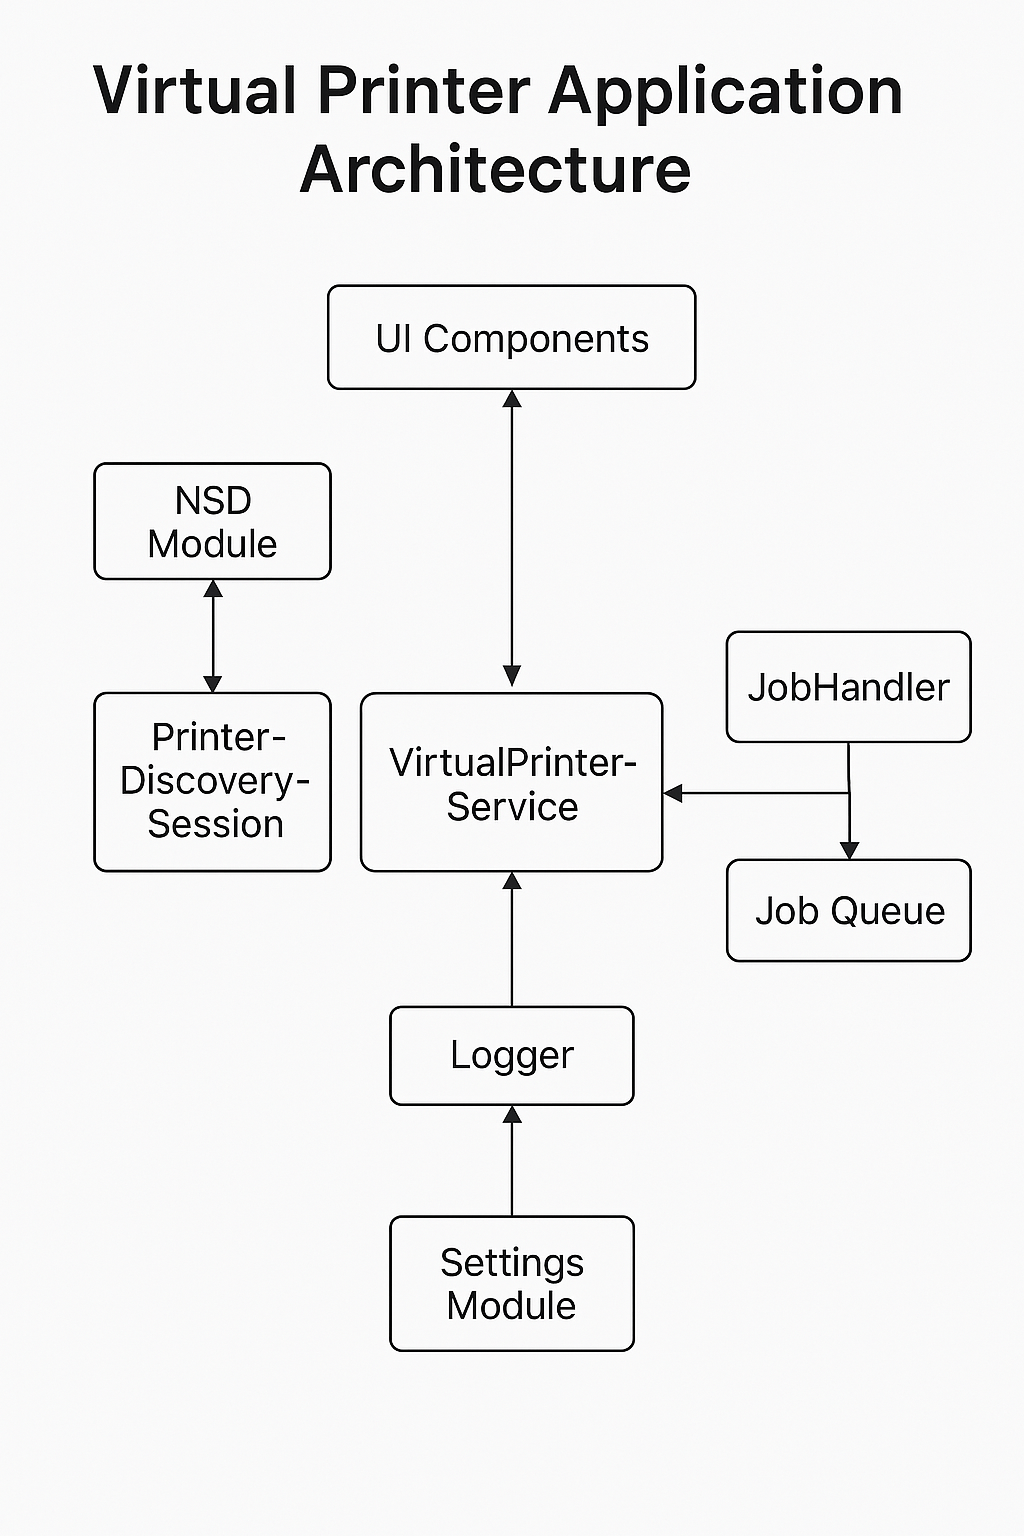 Virtual Printer Application
Architecture
UI Components
NSD
Module
Printer-
Discovery-
Session
VirtualPrinter-
Service
JobHandler
Job Queue
Logger
Settings
Module